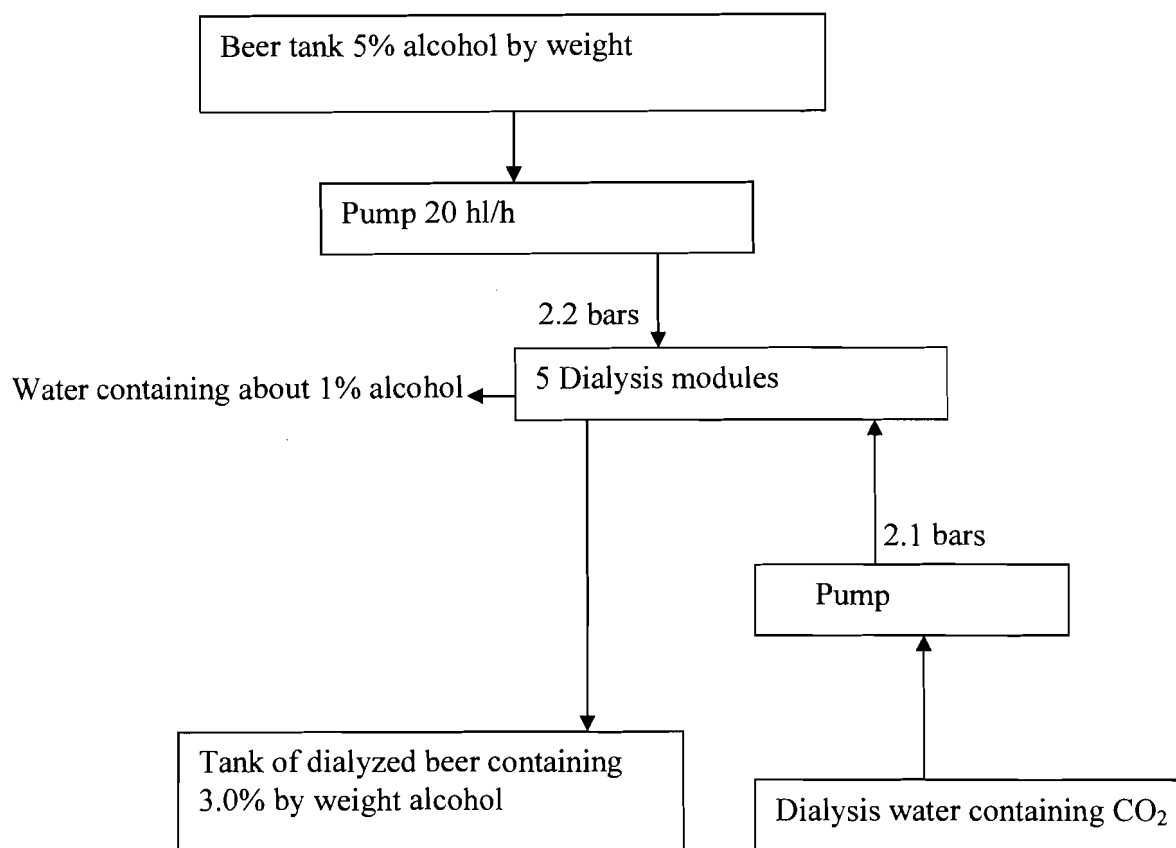 Beer tank 5% alcohol by weight
Pump 20 hl/h
2.2 bars
Water containing about 1% alcohol
5 Dialysis modules
2.1 bars
Pump
Tank of dialyzed beer containing
3.0% by weight alcohol
Dialysis water containing CO₂